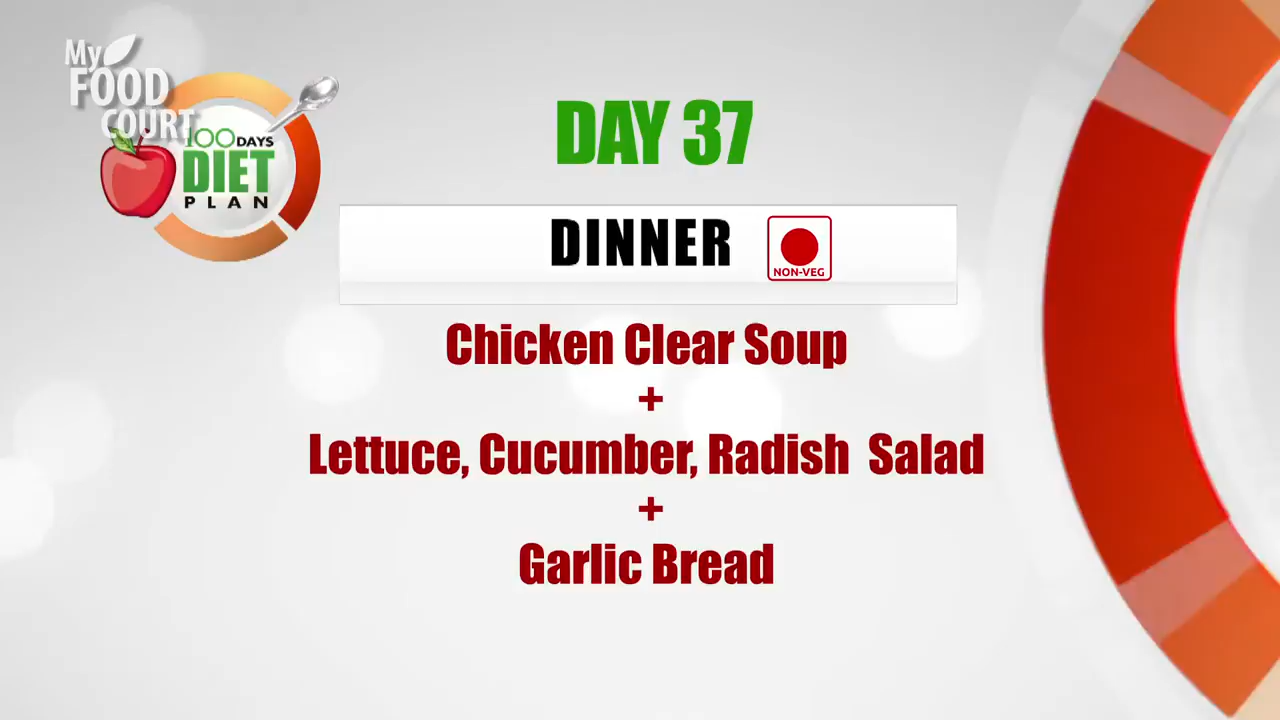 My
FOOD
COURT
100 DAYS
DIET
PLAN
DAY 37
DINNER
NON-VEG
Chicken Clear Soup
+
Lettuce, Cucumber, Radish Salad
+
Garlic Bread